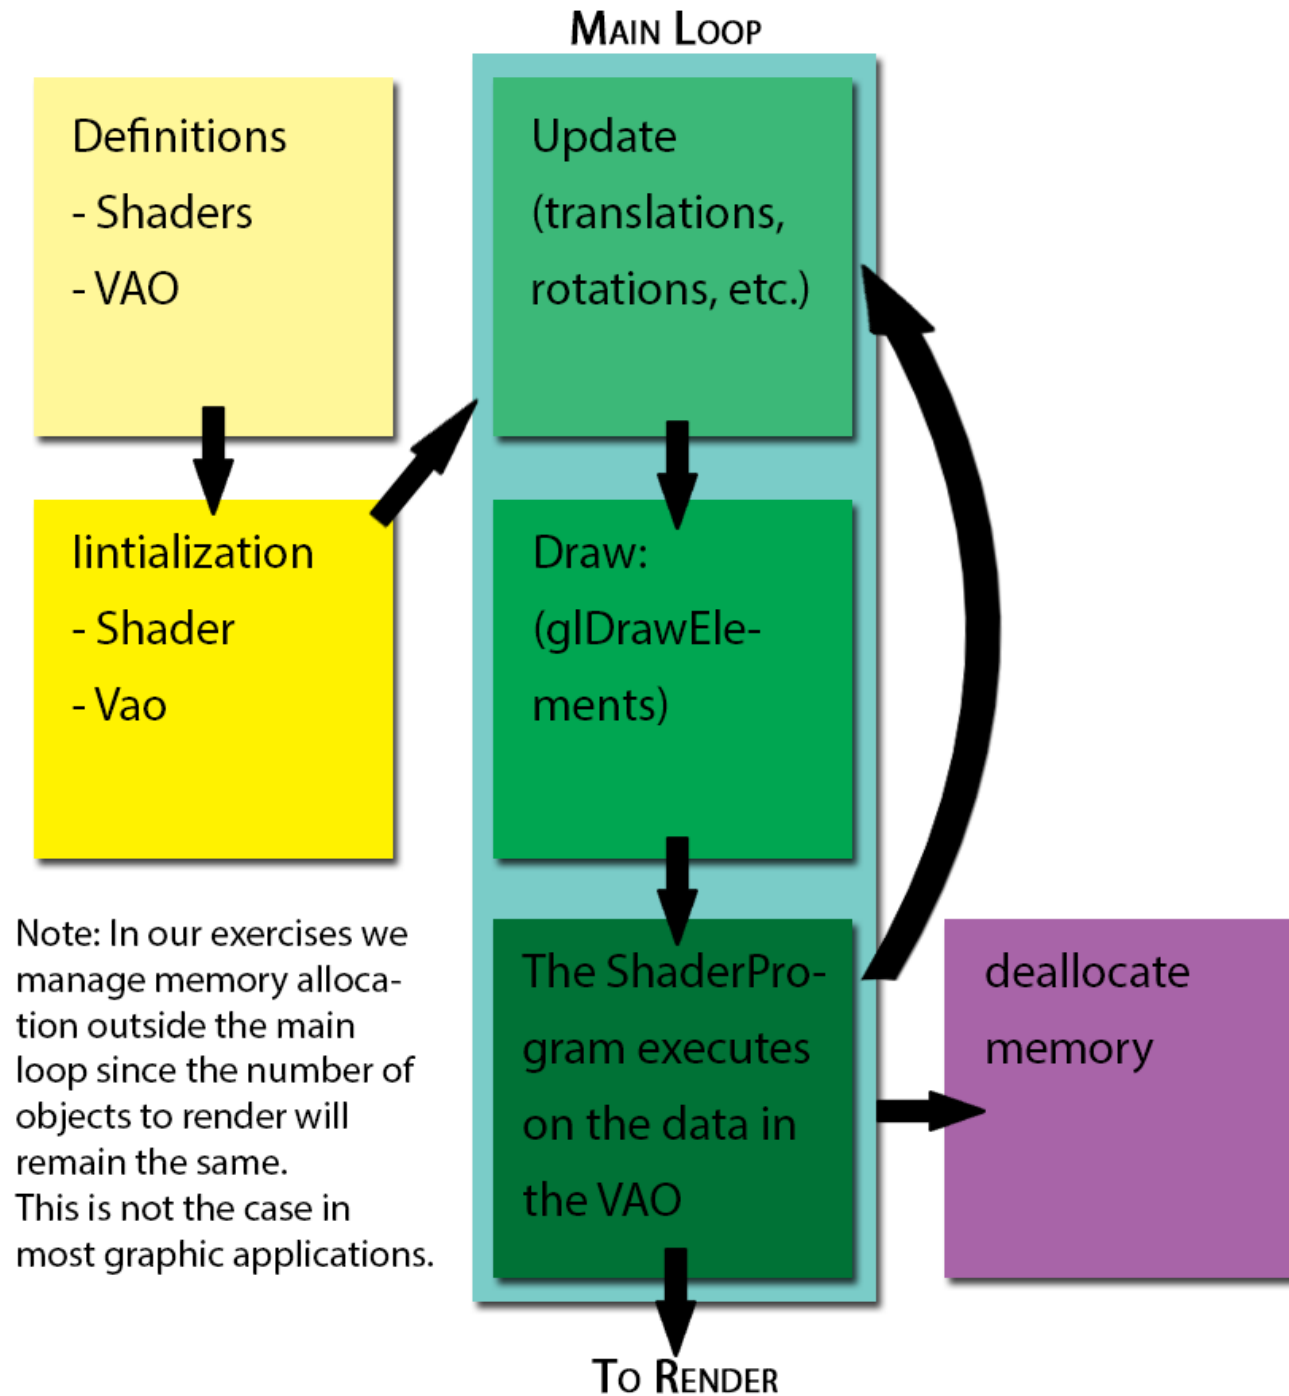 Main Loop
Definitions
- Shaders
- VAO
Iintialization
- Shader
- Vao
Note: In our exercises we
manage memory alloca-
tion outside the main
loop since the number of
objects to render will
remain the same.
This is not the case in
most graphic applications.
Update
(translations,
rotations, etc.)
Draw:
(glDrawEle-
ments)
The ShaderPro-
gram executes
on the data in
the VAO
deallocate
memory
To Render